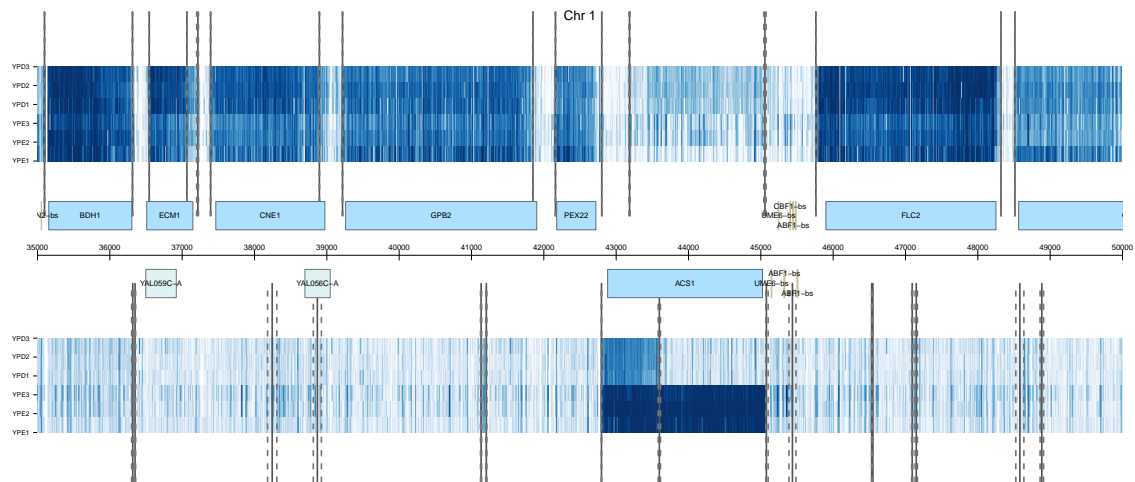 Chr 1
YPD3
YPD2
YPD1
YPE3
YPE2
YPE1
CBF1-bs
N2-bs BDH1 ECM1 CNE1 GPB2 PEX22 UME6-bs FLC2
ABF1-bs
35000 36000 37000 38000 39000 40000 41000 42000 43000 44000 45000 46000 47000 48000 49000 50000
ABF1-bs
YAL059C-A YAL056C-A ACS1 UME6-bs
ABF1-bs
YPD3
YPD2
YPD1
YPE3
YPE2
YPE1